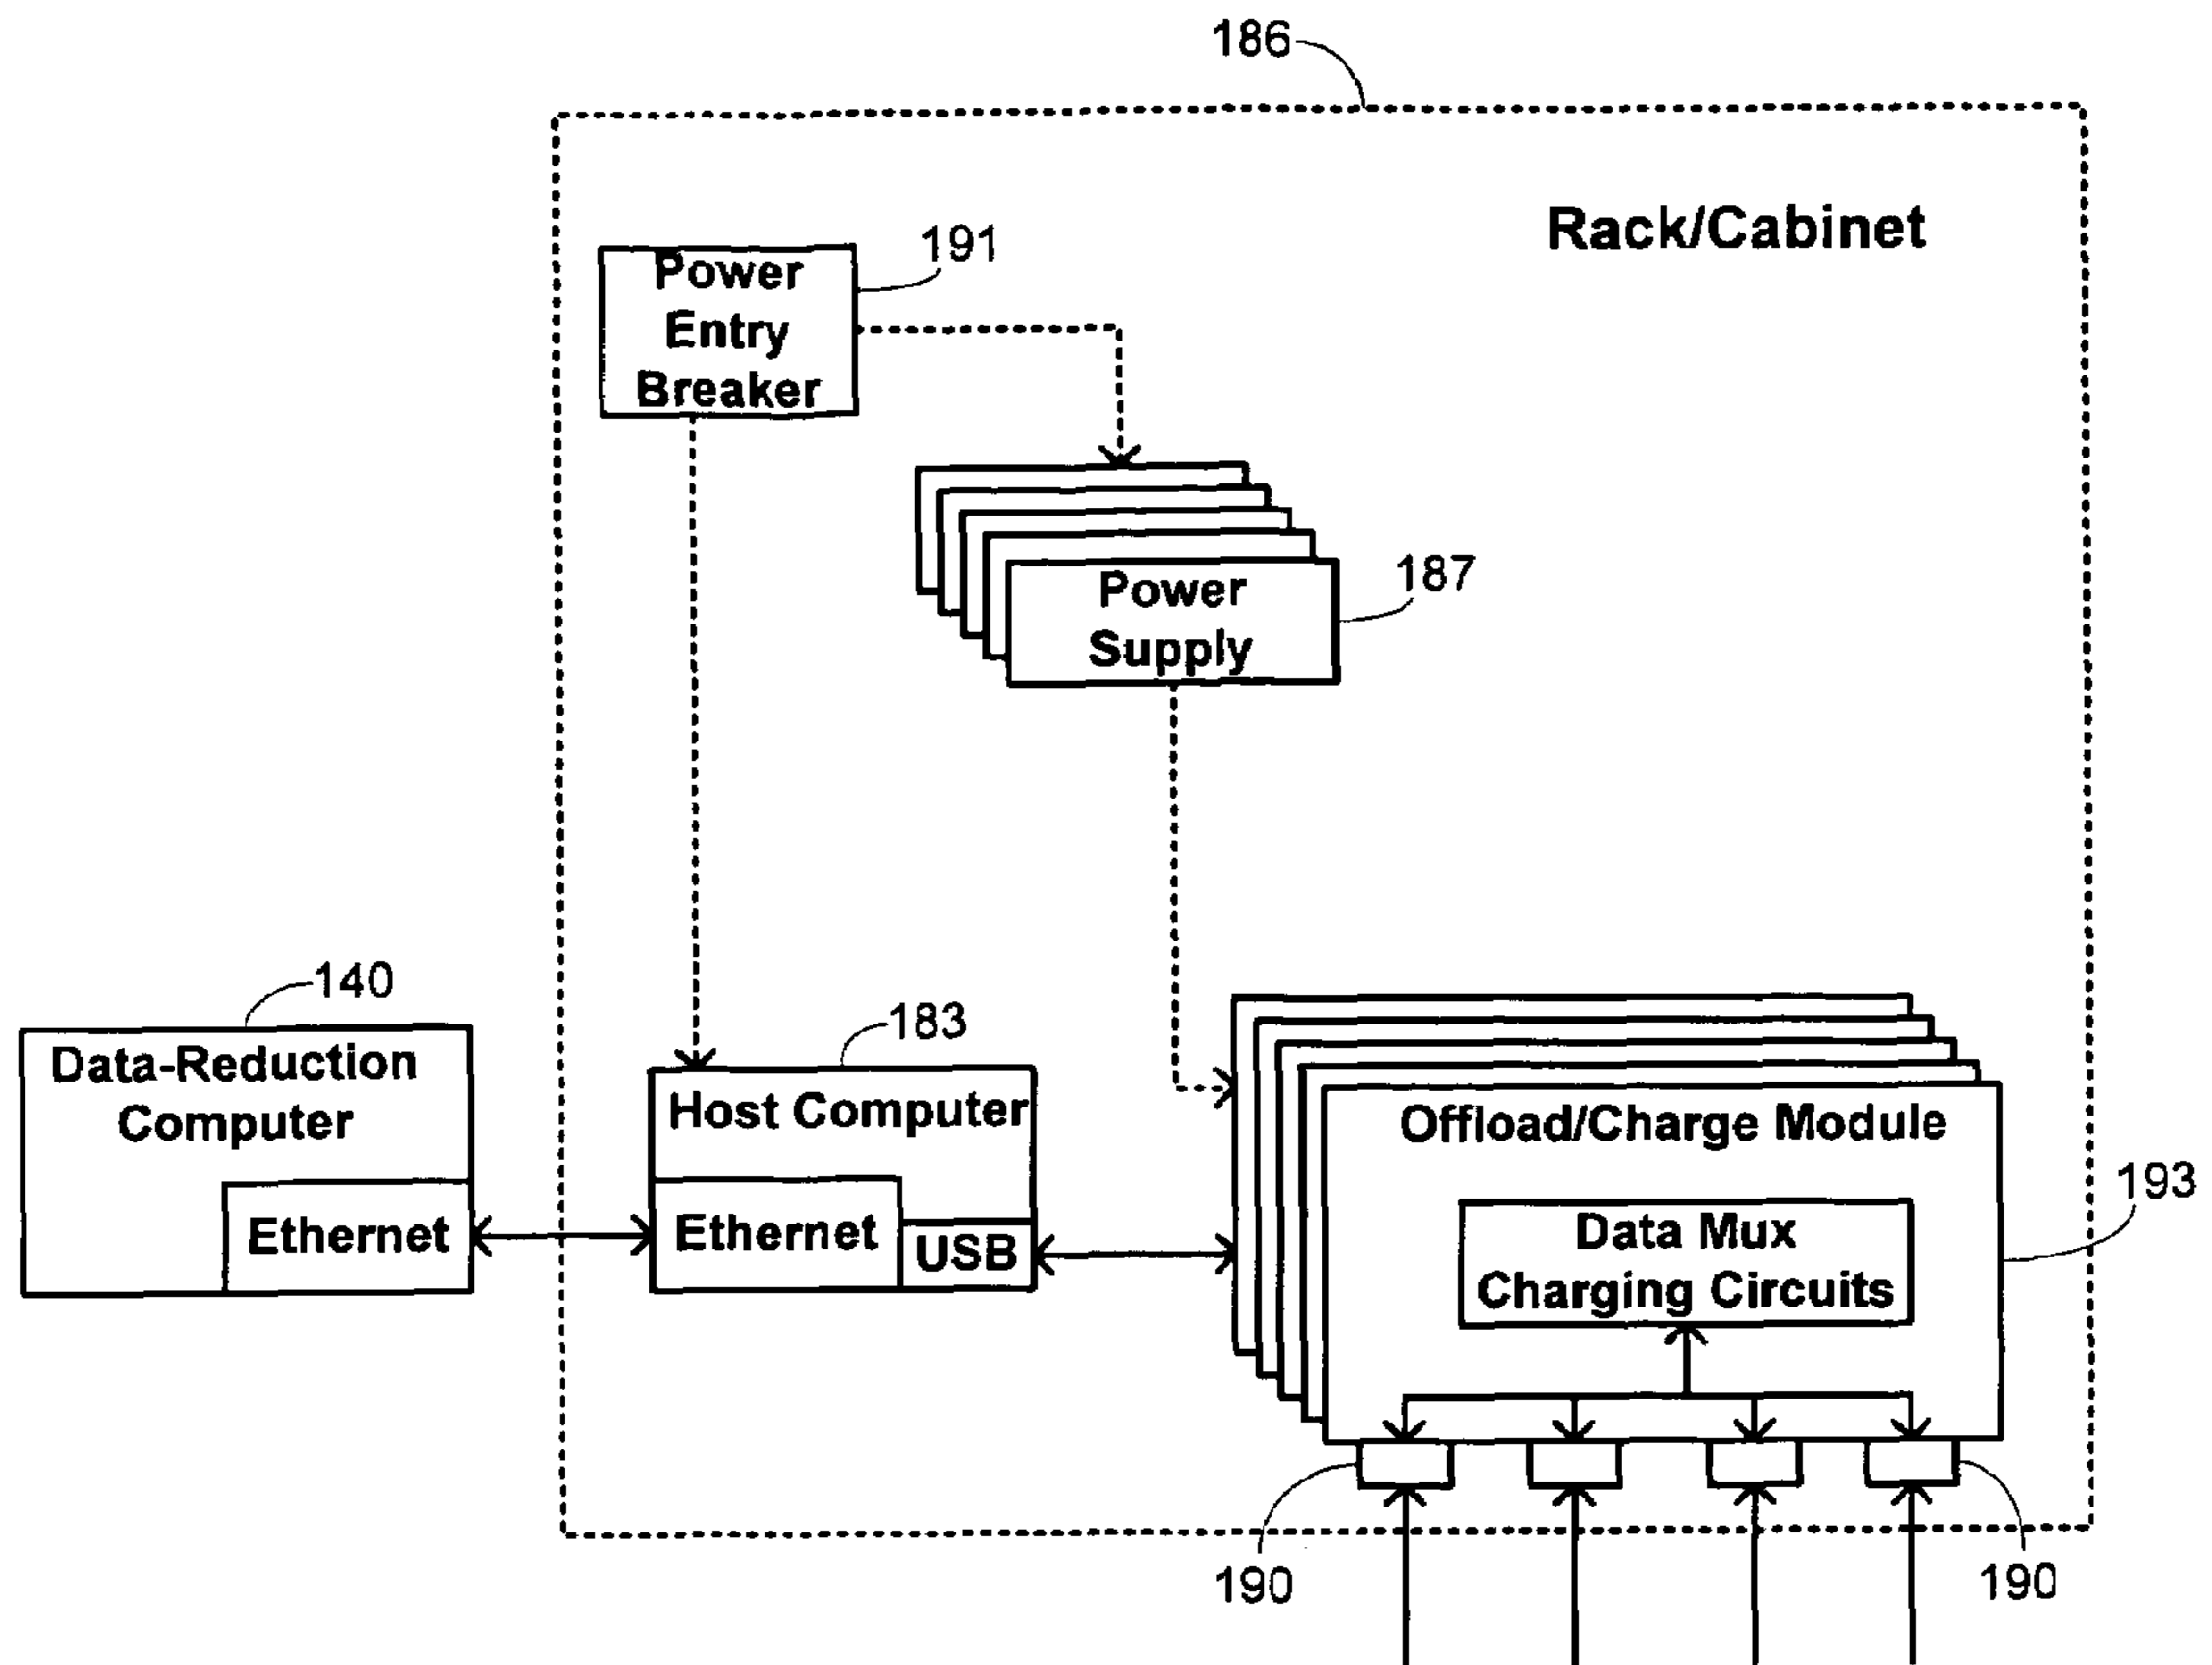 186
Rack/Cabinet
191
Power
Entry
Breaker
187
Power
Supply
140
Data-Reduction
Computer
Ethernet
183
Host Computer
Ethernet
USB
Offload/Charge Module
193
Data Mux
Charging Circuits
190
190